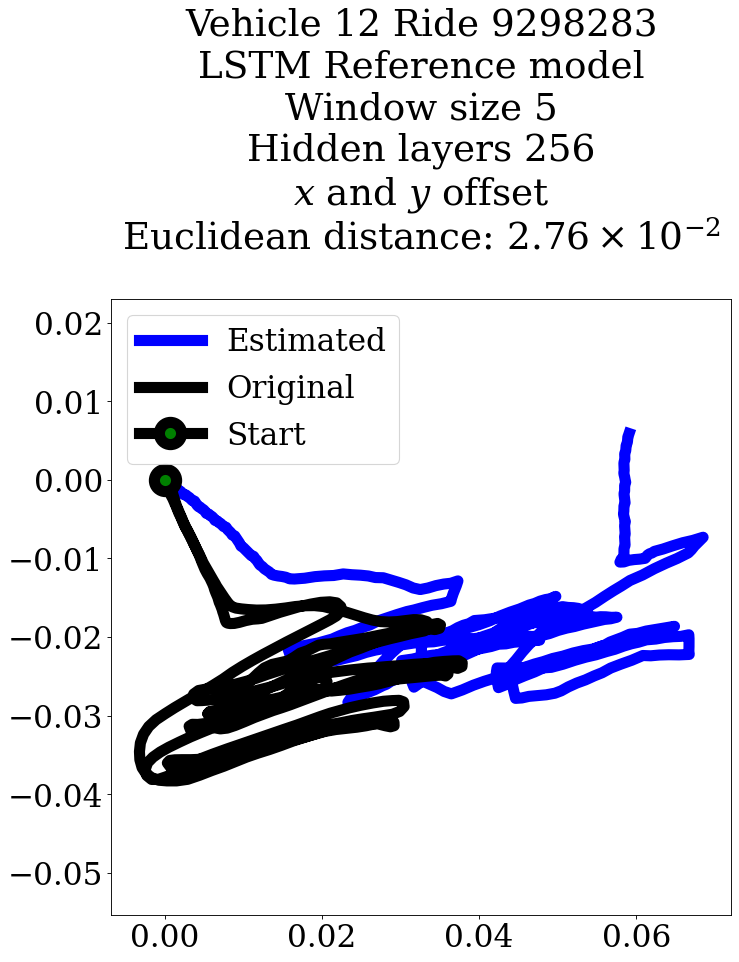 Vehicle 12 Ride 9298283
LSTM Reference model
Window size 5
Hidden layers 256
x and y offset
Euclidean distance: 2.76 × 10⁻²
Estimated
Original
Start
0.02
0.01
0.00
−0.01
−0.02
−0.03
−0.04
−0.05
0.00 0.02 0.04 0.06